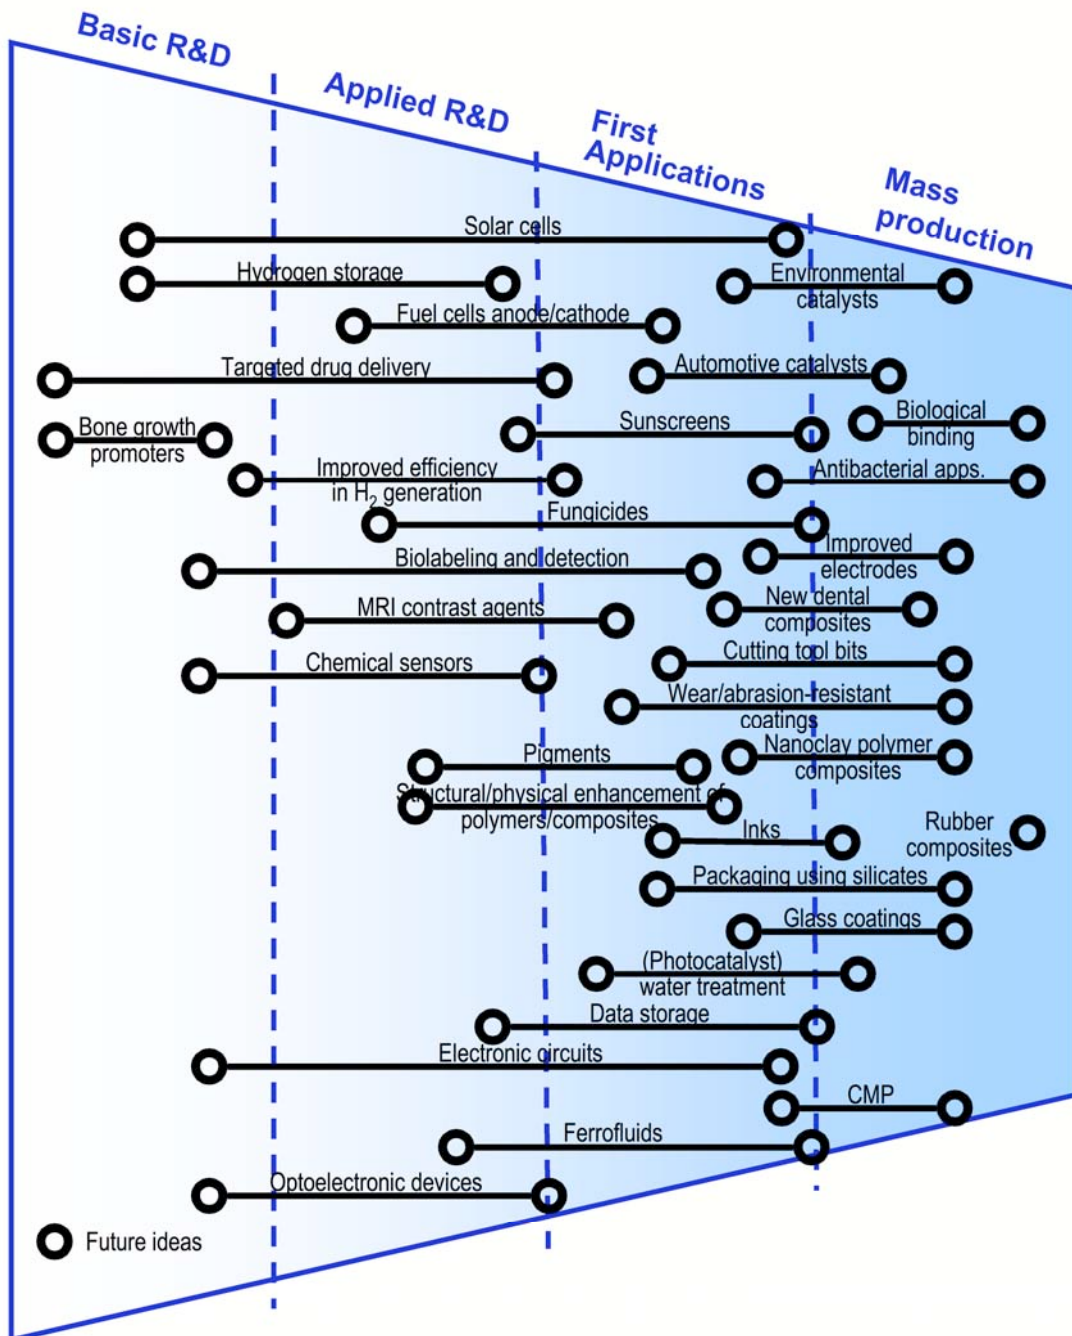 Basic R&D
Applied R&D
First
Applications
Mass
production
Solar cells
Hydrogen storage
Environmental
catalysts
Fuel cells anode/cathode
Targeted drug delivery
Automotive catalysts
Bone growth
promoters
Sunscreens
Biological
binding
Improved efficiency
in H2 generation
Antibacterial apps.
Fungicides
Biolabeling and detection
Improved
electrodes
MRI contrast agents
New dental
composites
Chemical sensors
Cutting tool bits
Wear/abrasion-resistant
coatings
Pigments
Nanoclay polymer
composites
Structural/physical enhancement of
polymers/composites
Inks
Rubber
composites
Packaging using silicates
Glass coatings
(Photocatalyst)
water treatment
Data storage
Electronic circuits
CMP
Ferrofluids
Optoelectronic devices
Future ideas